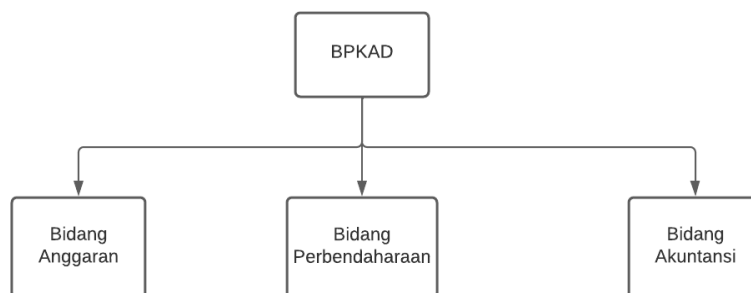 BPKAD
Bidang
Anggaran
Bidang
Perbendaharaan
Bidang
Akuntansi